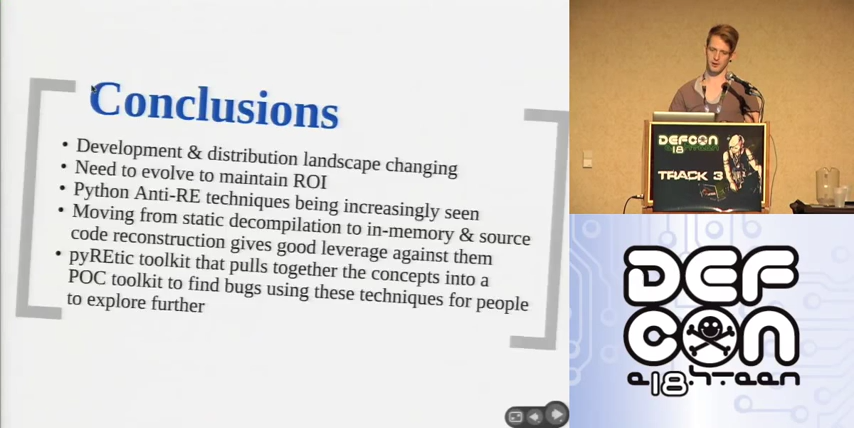 Conclusions
• Development & distribution landscape changing
• Need to evolve to maintain ROI
• Python Anti-RE techniques being increasingly seen
• Moving from static decompilation to in-memory & source
code reconstruction gives good leverage against them
• pyREtic toolkit that pulls together the concepts into a
POC toolkit to find bugs using these techniques for people
to explore further
DEFCON
18
TRACK 3
DEF
CON
e18hteen